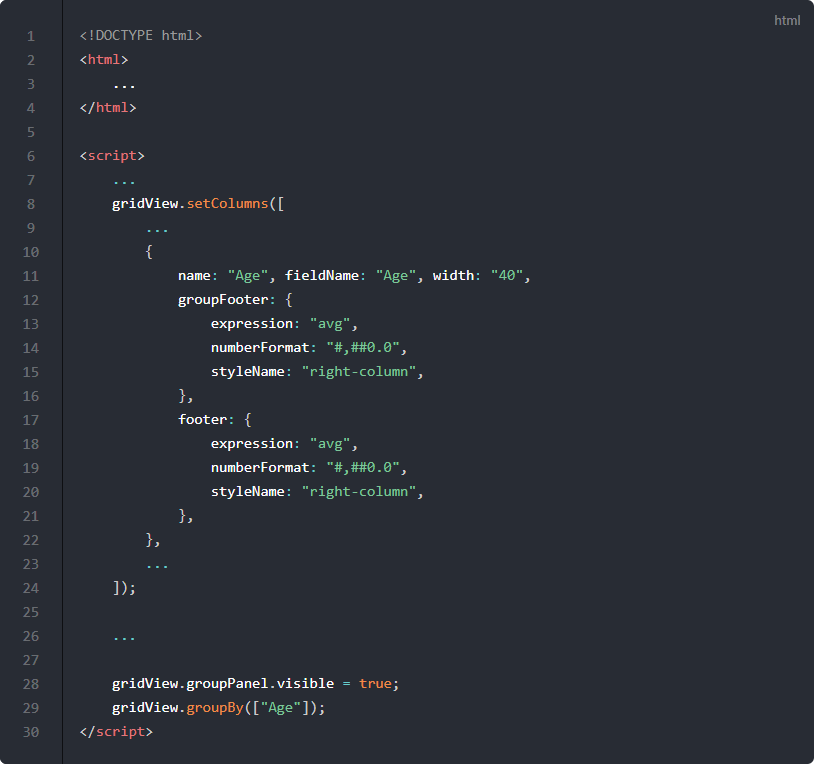 html
1 <!DOCTYPE html>
2 <html>
3     ...
4 </html>
5
6 <script>
7     ...
8     gridView.setColumns([
9         ...
10         {
11             name: "Age", fieldName: "Age", width: "40",
12             groupFooter: {
13                 expression: "avg",
14                 numberFormat: "#,##0.0",
15                 styleName: "right-column",
16             },
17             footer: {
18                 expression: "avg",
19                 numberFormat: "#,##0.0",
20                 styleName: "right-column",
21             },
22         },
23         ...
24     ]);
25
26     ...
27
28     gridView.groupPanel.visible = true;
29     gridView.groupBy(["Age"]);
30 </script>